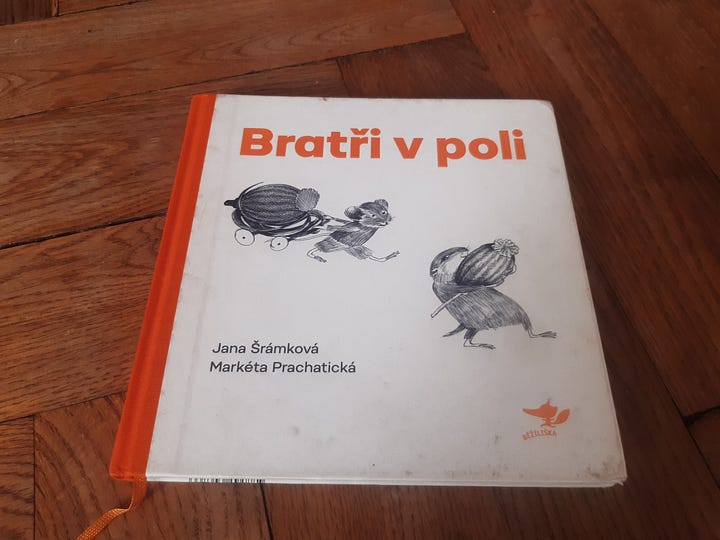 Bratři v poli
Jana Šrámková
Markéta Prachatická
BĚŽÍLIŠKA